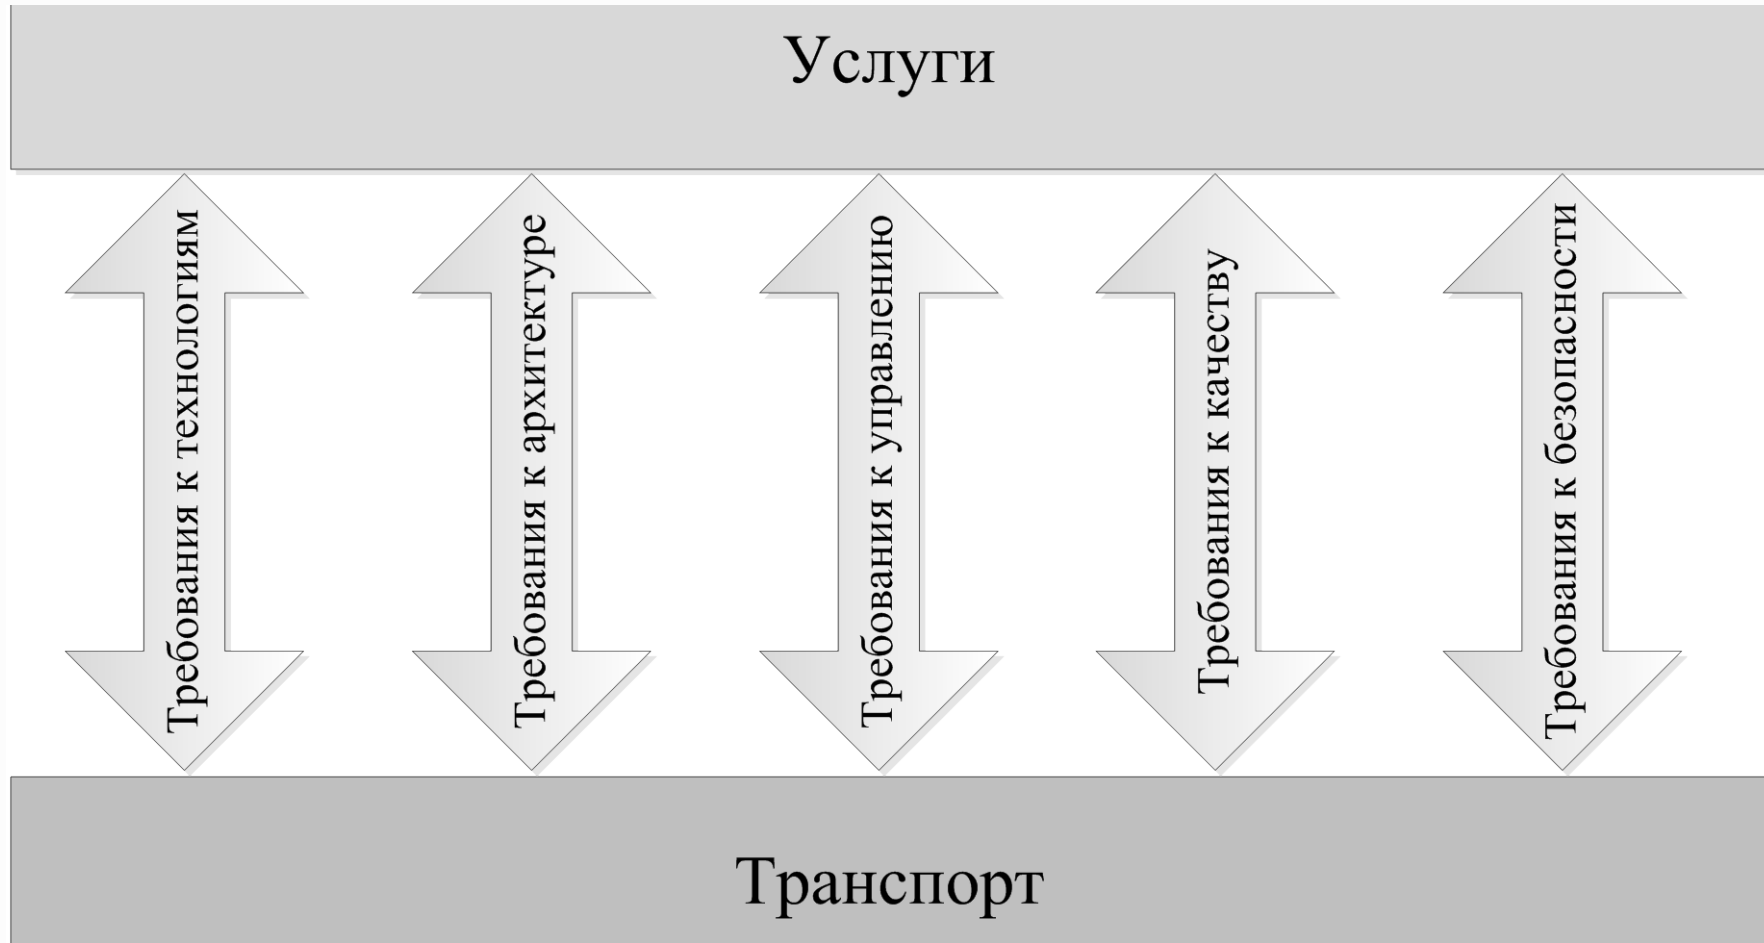 Услуги
Требования к технологиям
Требования к архитектуре
Требования к управлению
Требования к качеству
Требования к безопасности
Транспорт